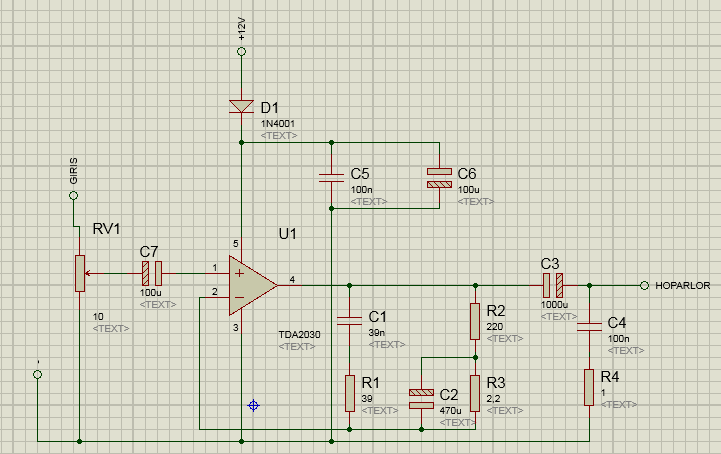 +12V
D1
1N4001
<TEXT>
GIRIS
C5
100n
<TEXT>
C6
100u
<TEXT>
RV1
10
<TEXT>
C7
100u
<TEXT>
U1
5
1
2
3
4
TDA2030
<TEXT>
C1
39n
<TEXT>
R1
39
<TEXT>
C2
470u
<TEXT>
R2
220
<TEXT>
R3
2,2
<TEXT>
C3
1000u
<TEXT>
HOPARLOR
C4
100n
<TEXT>
R4
1
<TEXT>
-